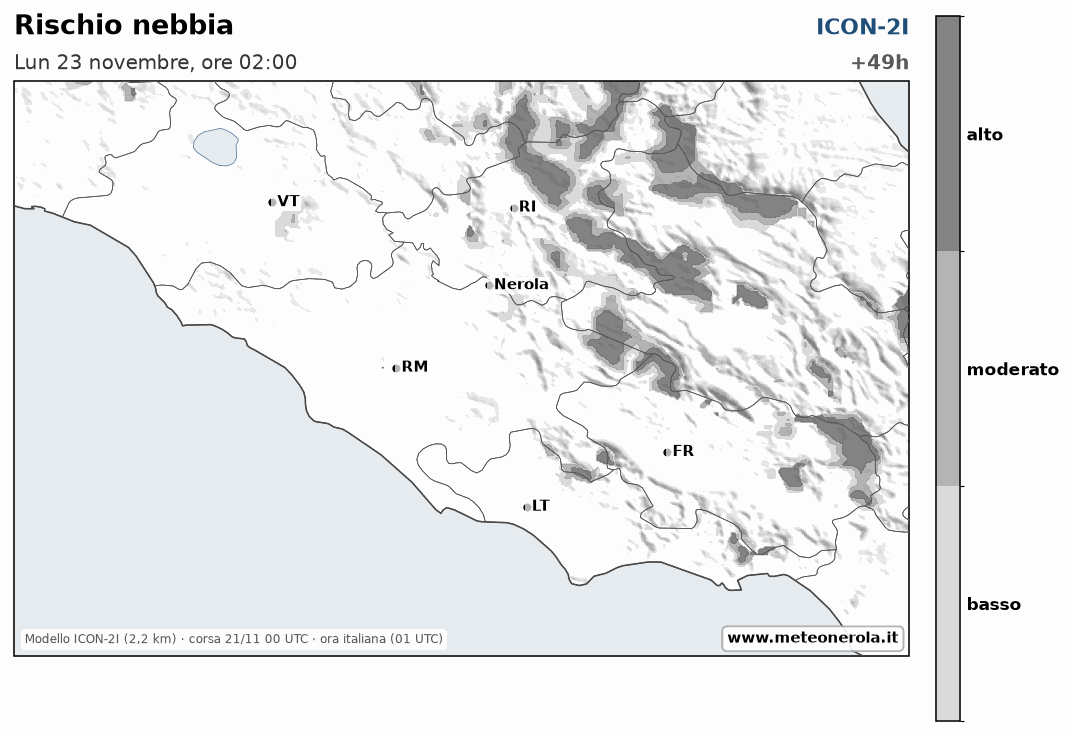 Rischio nebbia
ICON-2I
Lun 23 novembre, ore 02:00
+49h
alto
VT
RI
Nerola
moderato
RM
FR
LT
basso
Modello ICON-2I (2,2 km) · corsa 21/11 00 UTC · ora italiana (01 UTC)
www.meteonerola.it